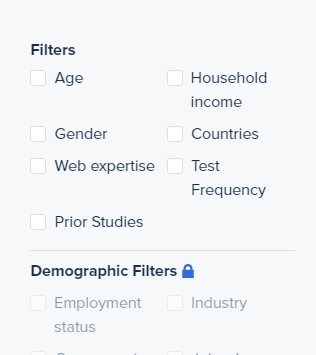 Filters
Age
Household
income
Gender
Countries
Web expertise
Test
Frequency
Prior Studies
Demographic Filters
Employment
status
Industry